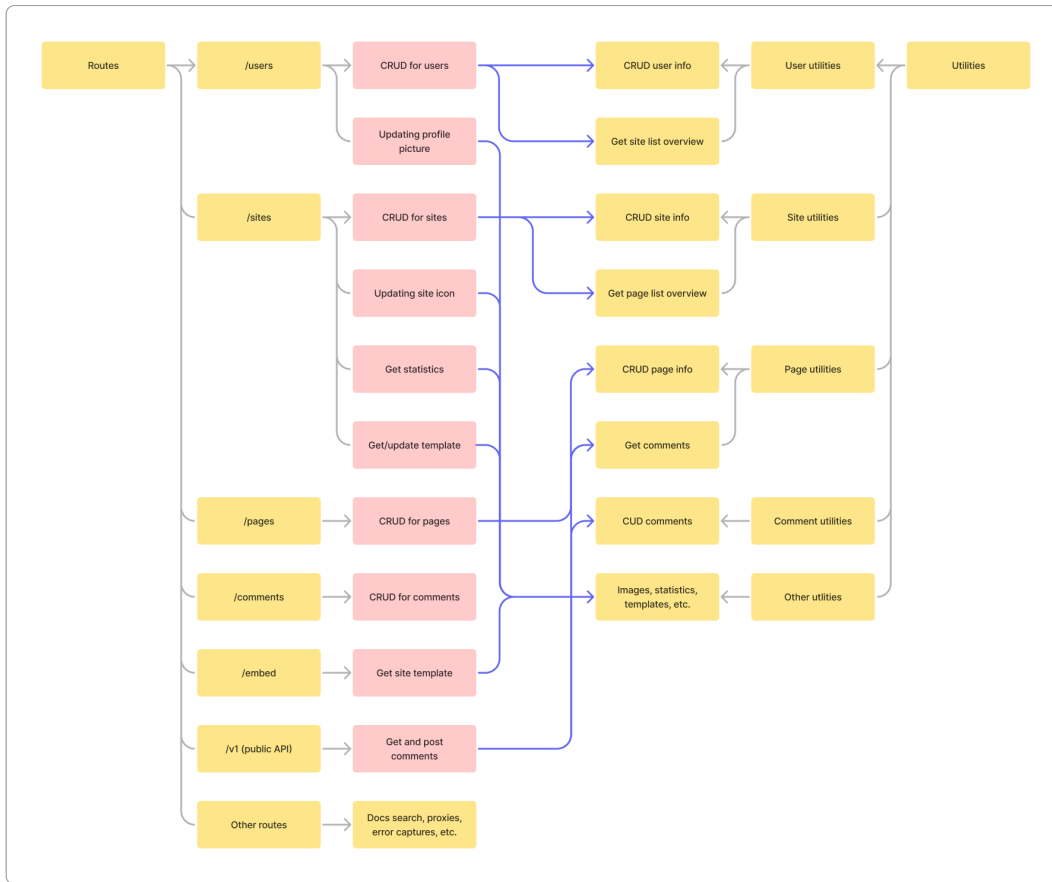 Routes
/users
CRUD for users
CRUD user info
User utilities
Utilities
Updating profile
picture
Get site list overview
/sites
CRUD for sites
CRUD site info
Site utilities
Updating site icon
Get page list overview
Get statistics
CRUD page info
Page utilities
Get/update template
Get comments
/pages
CRUD for pages
CUD comments
Comment utilities
/comments
CRUD for comments
Images, statistics,
templates, etc.
Other utlities
/embed
Get site template
/v1 (public API)
Get and post
comments
Other routes
Docs search, proxies,
error captures, etc.